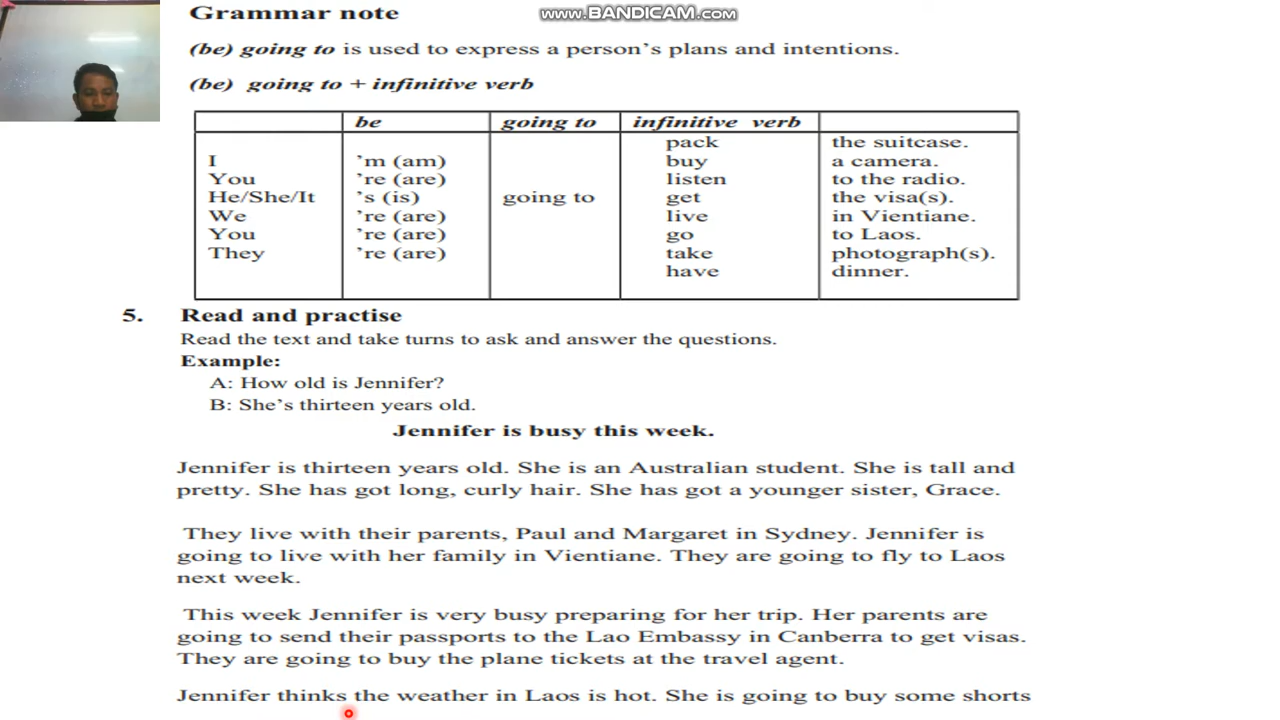 Grammar note
www.BANDICAM.com
(be) going to is used to express a person's plans and intentions.
(be) going to + infinitive verb
be going to infinitive verb
pack the suitcase.
I 'm (am) buy a camera.
You 're (are) listen to the radio.
He/She/It 's (is) going to get the visa(s).
We 're (are) live in Vientiane.
You 're (are) go to Laos.
They 're (are) take photograph(s).
have dinner.
5. Read and practise
Read the text and take turns to ask and answer the questions.
Example:
A: How old is Jennifer?
B: She's thirteen years old.
Jennifer is busy this week.
Jennifer is thirteen years old. She is an Australian student. She is tall and
pretty. She has got long, curly hair. She has got a younger sister, Grace.
They live with their parents, Paul and Margaret in Sydney. Jennifer is
going to live with her family in Vientiane. They are going to fly to Laos
next week.
This week Jennifer is very busy preparing for her trip. Her parents are
going to send their passports to the Lao Embassy in Canberra to get visas.
They are going to buy the plane tickets at the travel agent.
Jennifer thinks the weather in Laos is hot. She is going to buy some shorts